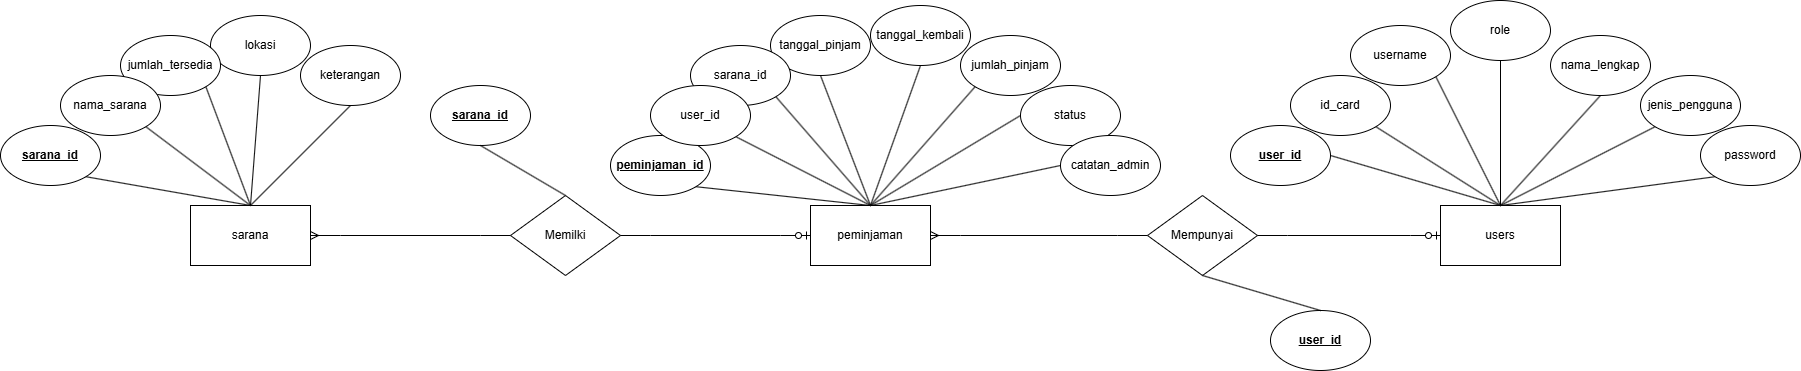 sarana_id
nama_sarana
jumlah_tersedia
lokasi
keterangan
sarana
sarana_id
Memilki
peminjaman_id
user_id
sarana_id
tanggal_pinjam
tanggal_kembali
jumlah_pinjam
status
catatan_admin
peminjaman
Mempunyai
user_id
user_id
id_card
username
role
nama_lengkap
jenis_pengguna
password
users